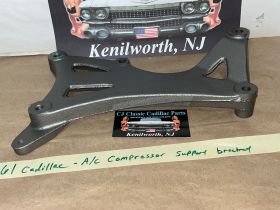 Kenilworth, NJ
CJ Classic Cadillac Parts
Kenilworth, NJ
61 Cadillac - A/C Compressor support bracket